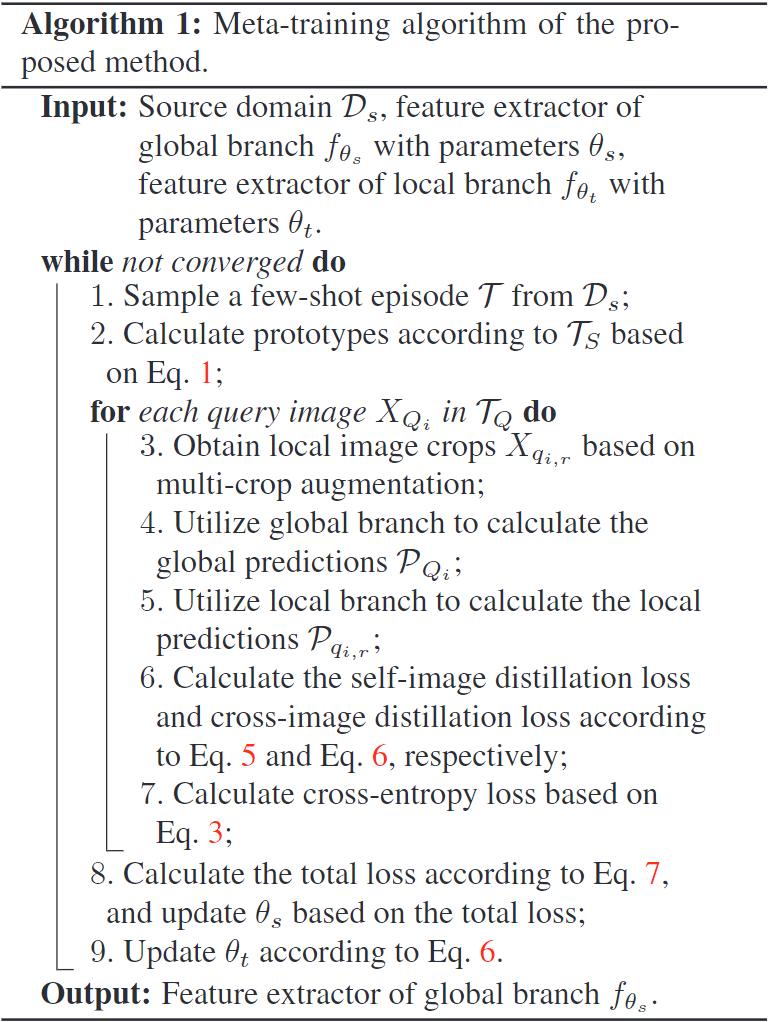 Algorithm 1: Meta-training algorithm of the pro-
posed method.
Input: Source domain $\mathcal{D}_s$, feature extractor of
global branch $f_{\theta_s}$ with parameters $\theta_s$,
feature extractor of local branch $f_{\theta_t}$ with
parameters $\theta_t$.
while not converged do
1. Sample a few-shot episode $\mathcal{T}$ from $\mathcal{D}_s$;
2. Calculate prototypes according to $\mathcal{T}_S$ based
on Eq. 1;
for each query image $X_{Q_i}$ in $\mathcal{T}_Q$ do
3. Obtain local image crops $X_{q_{i,r}}$ based on
multi-crop augmentation;
4. Utilize global branch to calculate the
global predictions $\mathcal{P}_{Q_i}$;
5. Utilize local branch to calculate the local
predictions $\mathcal{P}_{q_{i,r}}$;
6. Calculate the self-image distillation loss
and cross-image distillation loss according
to Eq. 5 and Eq. 6, respectively;
7. Calculate cross-entropy loss based on
Eq. 3;
8. Calculate the total loss according to Eq. 7,
and update $\theta_s$ based on the total loss;
9. Update $\theta_t$ according to Eq. 6.
Output: Feature extractor of global branch $f_{\theta_s}$.